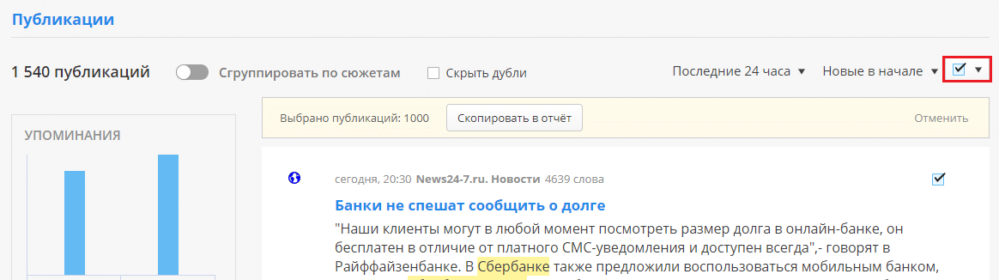 Публикации
1 540 публикаций Сгруппировать по сюжетам Скрыть дубли Последние 24 часа Новые в начале
Выбрано публикаций: 1000 Скопировать в отчёт Отменить
УПОМИНАНИЯ
сегодня, 20:30 News24-7.ru. Новости 4639 слова
Банки не спешат сообщить о долге
"Наши клиенты могут в любой момент посмотреть размер долга в онлайн-банке, он
бесплатен в отличие от платного СМС-уведомления и доступен всегда",- говорят в
Райффайзенбанке. В Сбербанке также предложили воспользоваться мобильным банком,